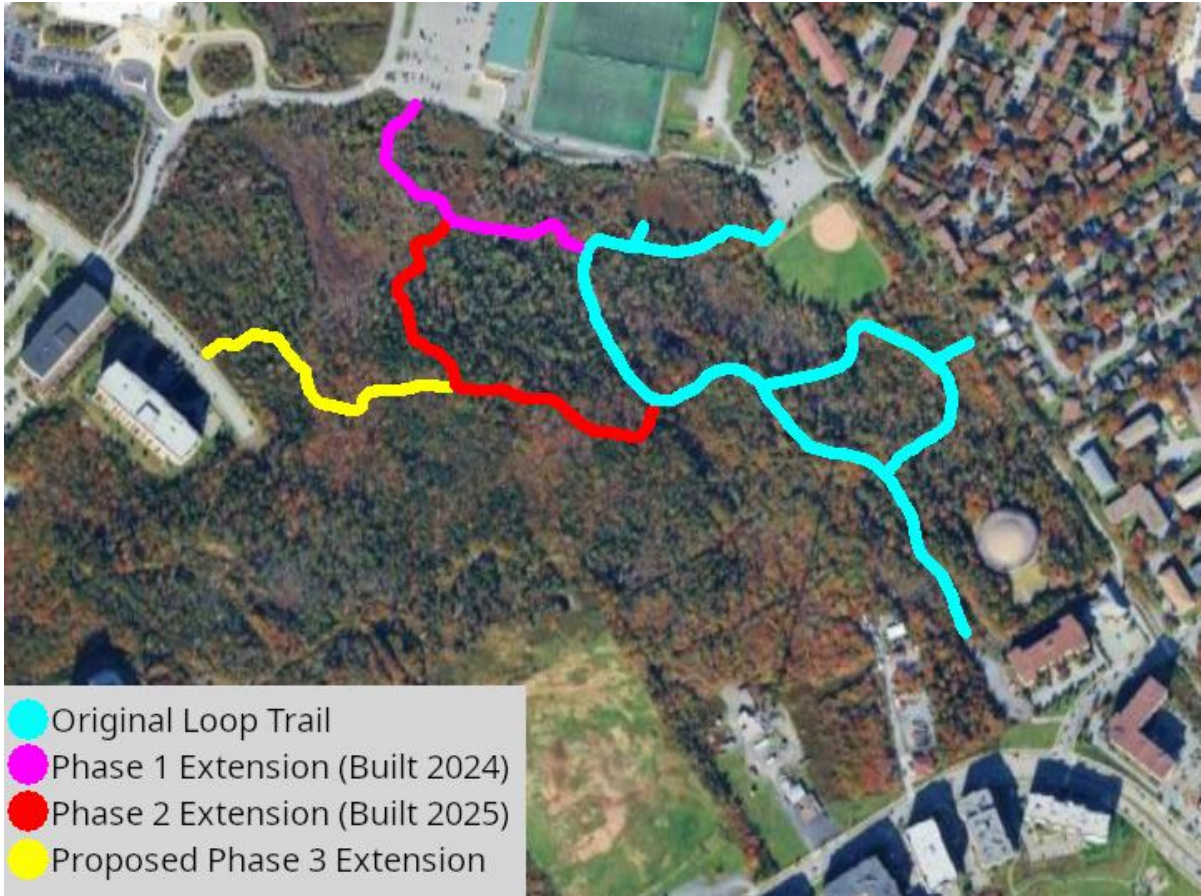 Original Loop Trail
Phase 1 Extension (Built 2024)
Phase 2 Extension (Built 2025)
Proposed Phase 3 Extension